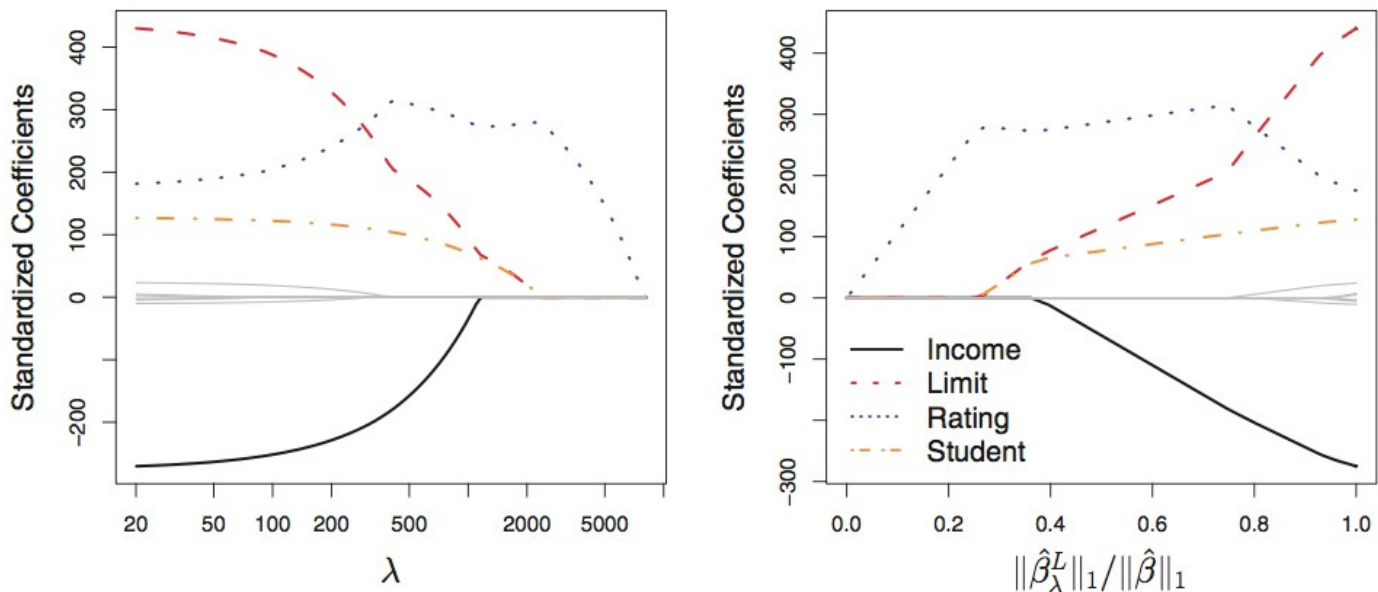 Standardized Coefficients
400
300
200
100
0
-200
20 50 100 200 500 2000 5000
λ
Standardized Coefficients
400
300
200
100
0
-100
-300
Income
Limit
Rating
Student
0.0 0.2 0.4 0.6 0.8 1.0
‖β̂λᴸ‖₁/‖β̂‖₁